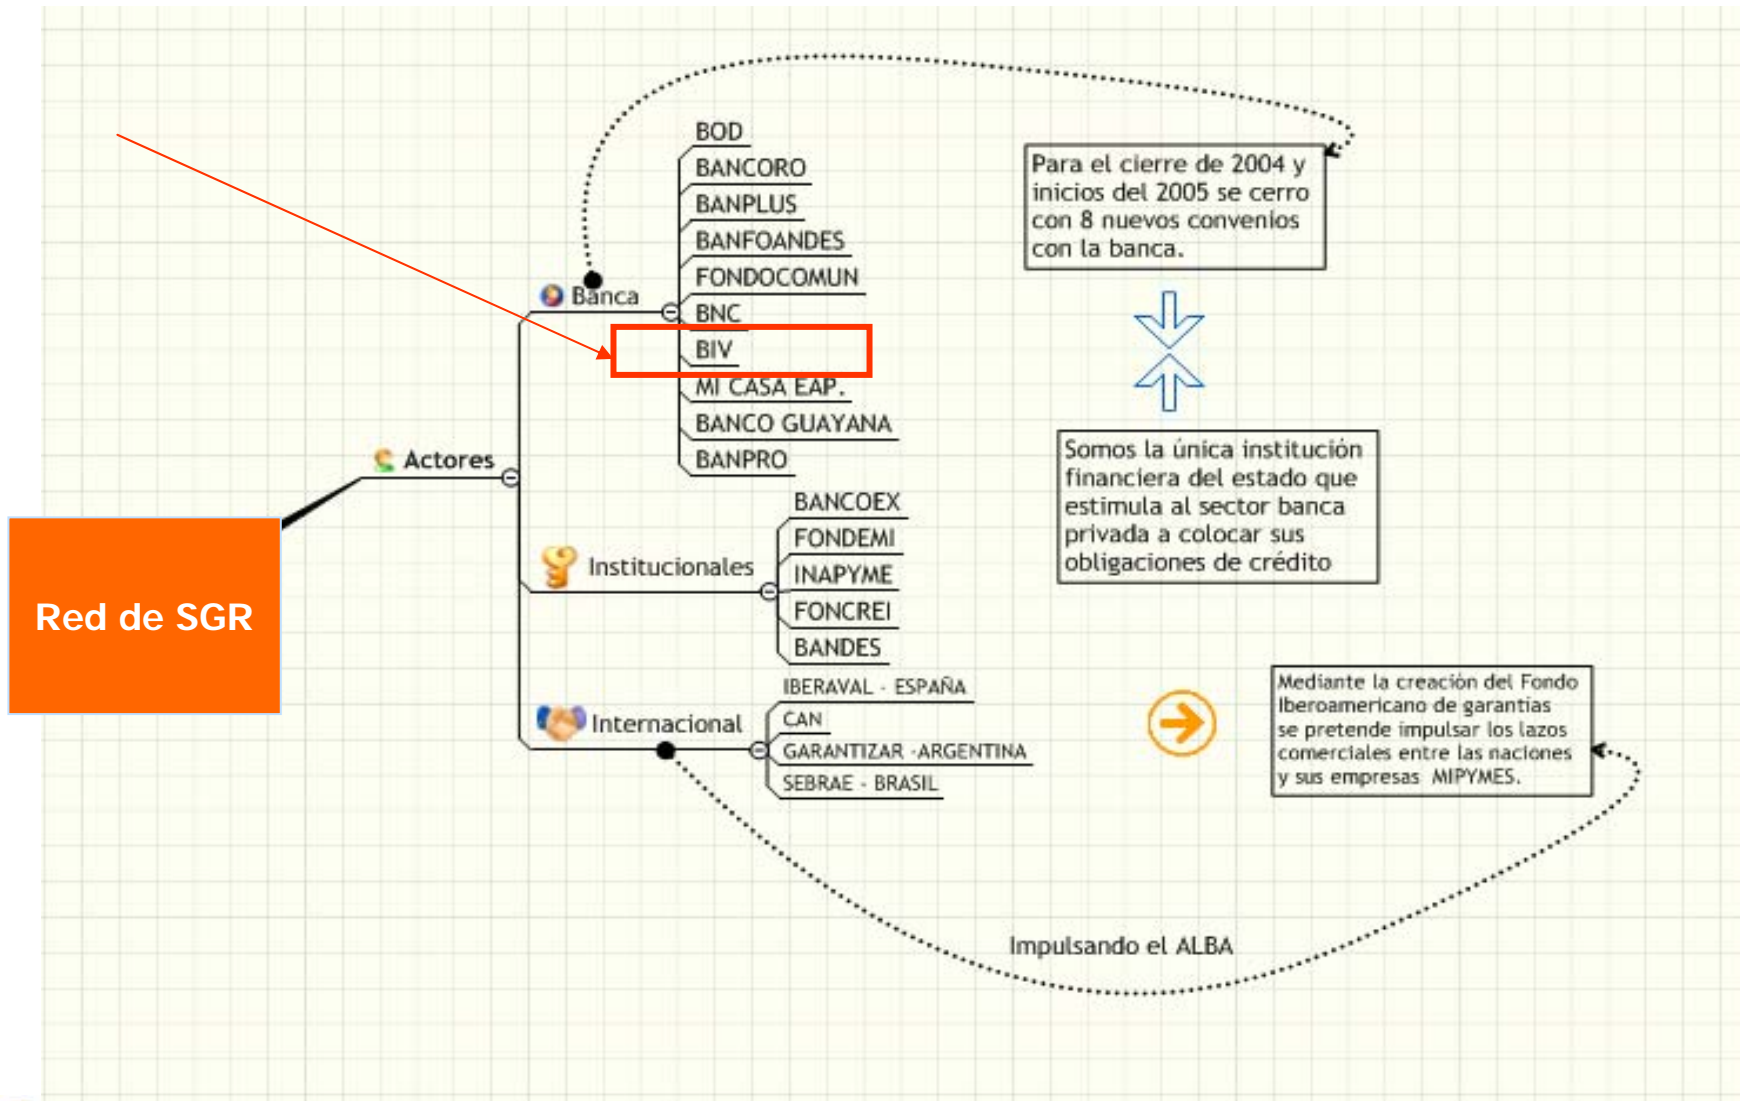 BOD
BANCORO
BANPLUS
BANFOANDES
FONDOCOMUN
Banca
BNC
BIV
MI CASA EAP.
BANCO GUAYANA
BANPRO
Para el cierre de 2004 y
inicios del 2005 se cerro
con 8 nuevos convenios
con la banca.
Somos la única institución
financiera del estado que
estimula al sector banca
privada a colocar sus
obligaciones de crédito
Actores
Red de SGR
Institucionales
BANCOEX
FONDEMI
INAPYME
FONCREI
BANDES
Internacional
IBERAVAL - ESPAÑA
CAN
GARANTIZAR -ARGENTINA
SEBRAE - BRASIL
Mediante la creación del Fondo
Iberoamericano de garantías
se pretende impulsar los lazos
comerciales entre las naciones
y sus empresas MIPYMES.
Impulsando el ALBA